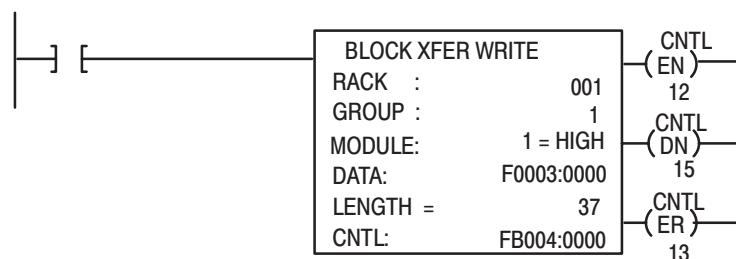 BLOCK XFER WRITE
RACK : 001
GROUP : 1
MODULE: 1 = HIGH
DATA: F0003:0000
LENGTH = 37
CNTL: FB004:0000
CNTL
EN
12
CNTL
DN
15
CNTL
ER
13